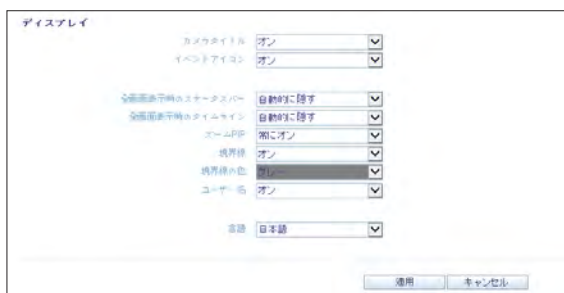 ディスプレイ
カメラタイトル オン
イベントアイコン オン
全画面表示時のステータスバー 自動的に隠す
全画面表示時のタイムライン 自動的に隠す
ズームPIP 常にオン
境界線 オン
境界線の色 グレー
ユーザー名 オン
言語 日本語
適用 キャンセル